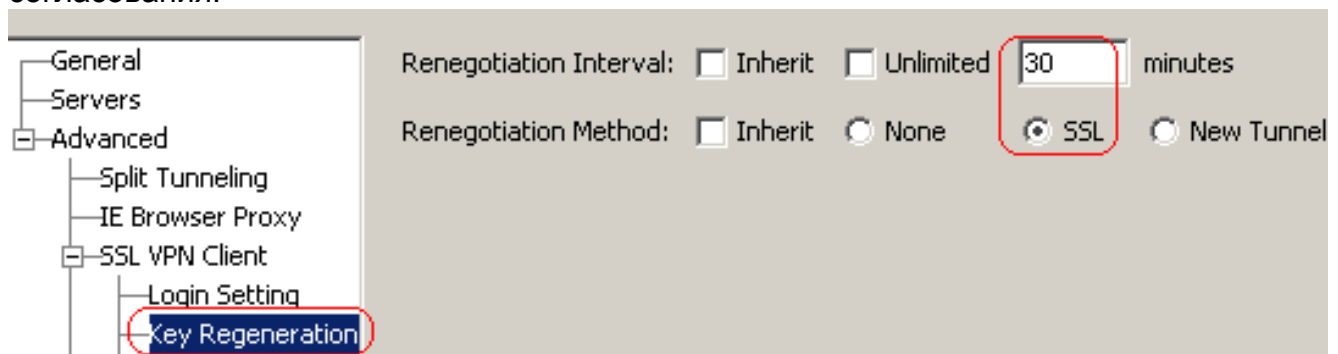 согласования.
General
Servers
Advanced
Split Tunneling
IE Browser Proxy
SSL VPN Client
Login Setting
Key Regeneration
Renegotiation Interval: Inherit Unlimited 30 minutes
Renegotiation Method: Inherit None SSL New Tunnel